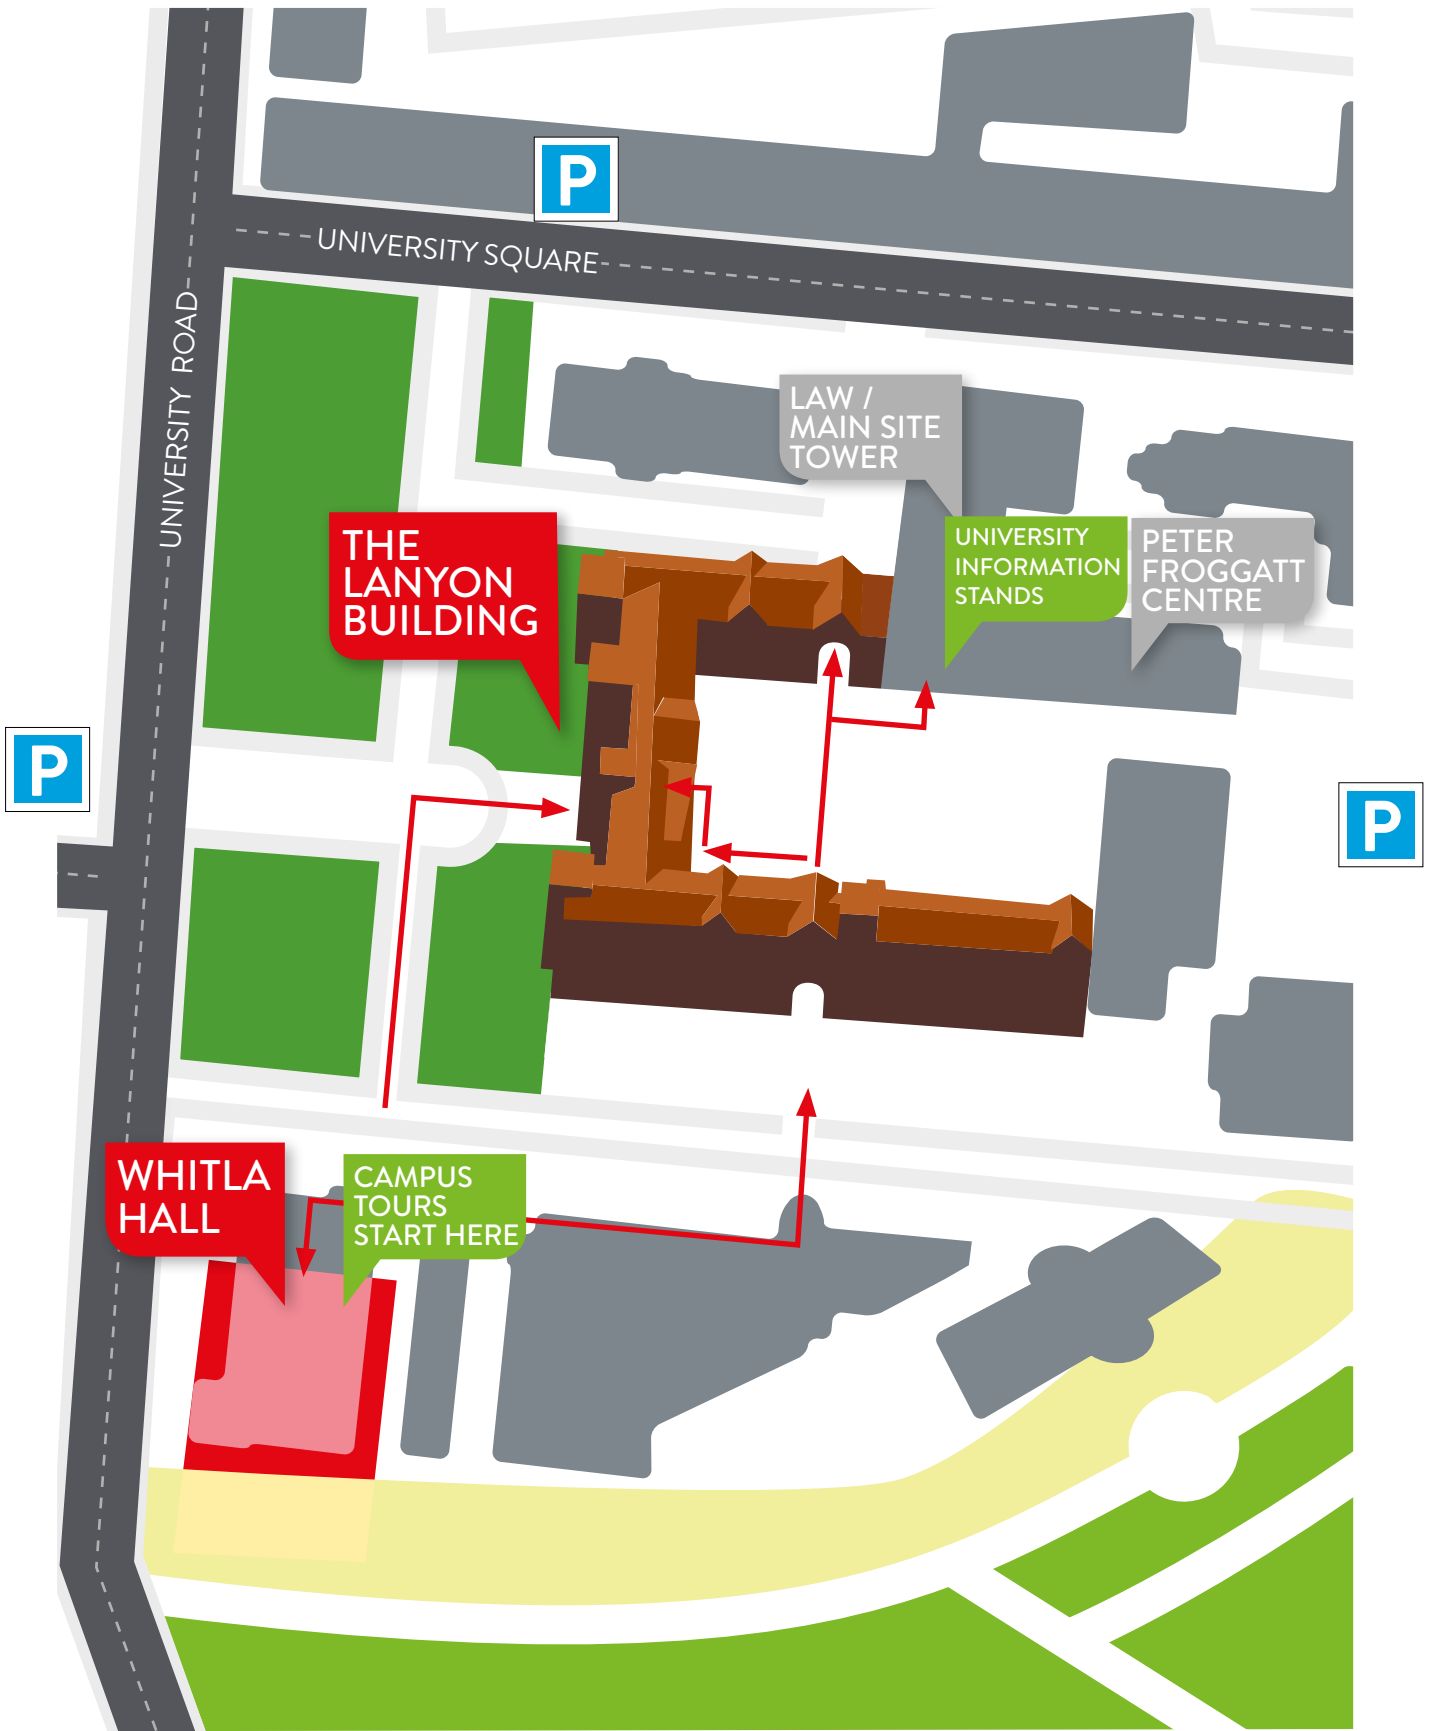 P
UNIVERSITY SQUARE
UNIVERSITY ROAD
LAW /
MAIN SITE
TOWER
THE
LANYON
BUILDING
UNIVERSITY
INFORMATION
STANDS
PETER
FROGGATT
CENTRE
P
P
WHITLA
HALL
CAMPUS
TOURS
START HERE